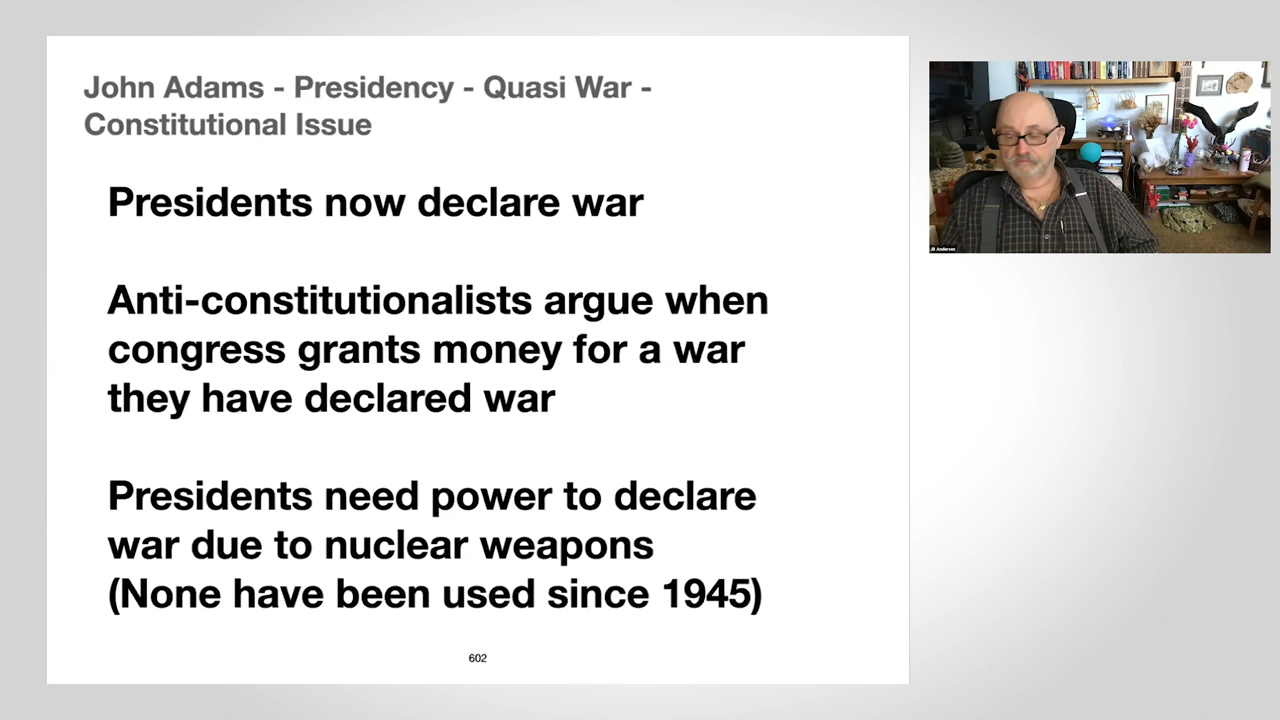 John Adams - Presidency - Quasi War -
Constitutional Issue
Presidents now declare war
Anti-constitutionalists argue when
congress grants money for a war
they have declared war
Presidents need power to declare
war due to nuclear weapons
(None have been used since 1945)
602
JB Andersen